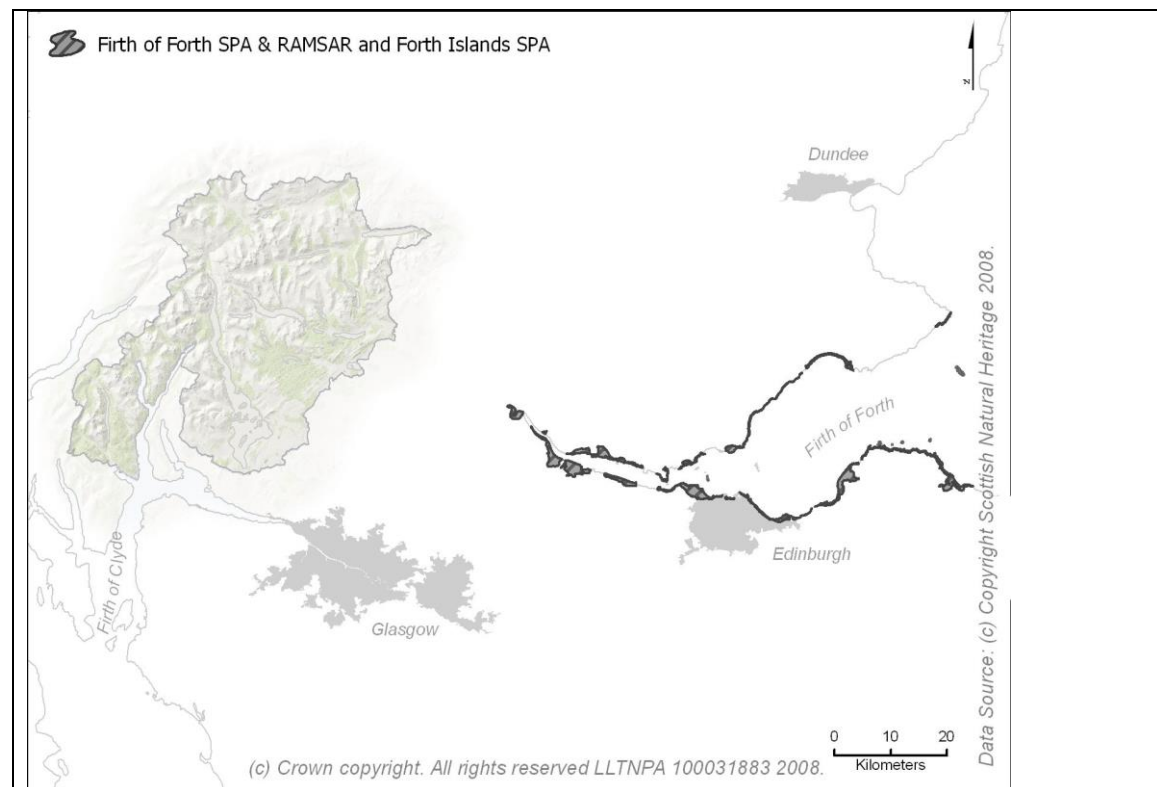 Firth of Forth SPA & RAMSAR and Forth Islands SPA
N
Dundee
Firth of Forth
Edinburgh
Firth of Clyde
Glasgow
0 10 20
Kilometers
(c) Crown copyright. All rights reserved LLTNPA 100031883 2008.
Data Source: (c) Copyright Scottish Natural Heritage 2008.